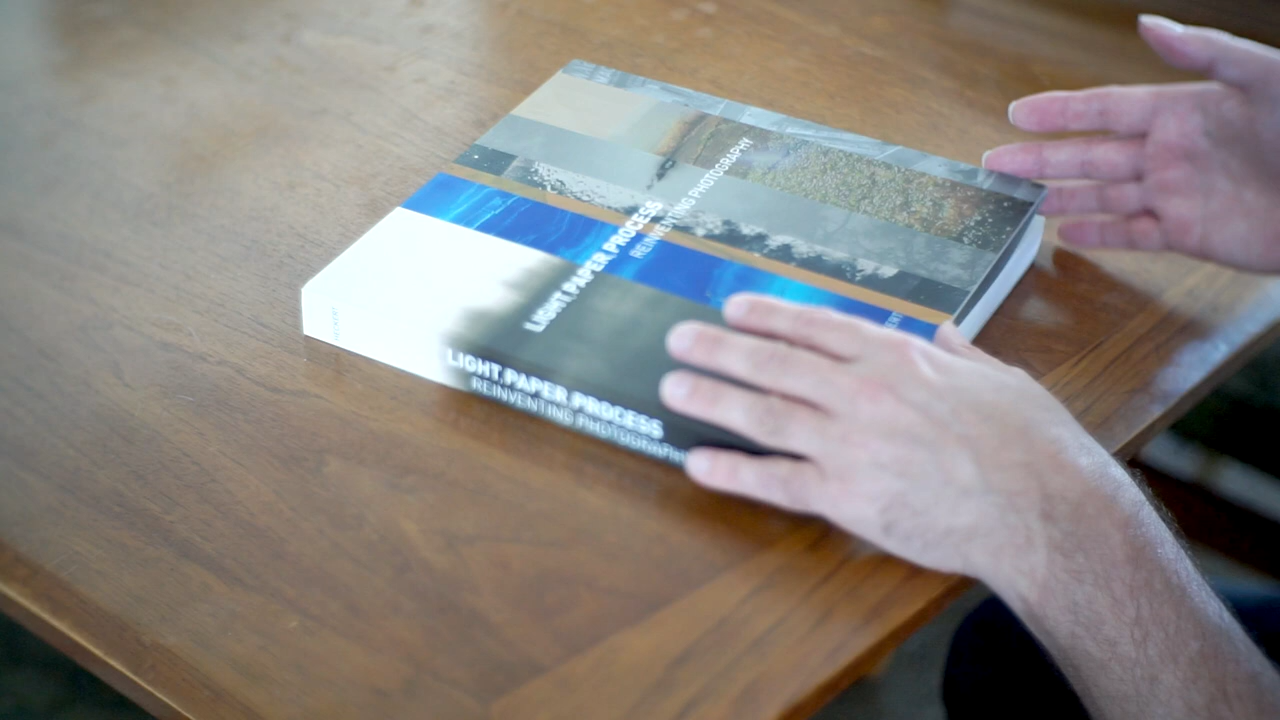 LIGHT, PAPER, PROCESS
REINVENTING PHOTOGRAPHY
LIGHT, PAPER, PROCESS
REINVENTING PHOTOGRAPHY